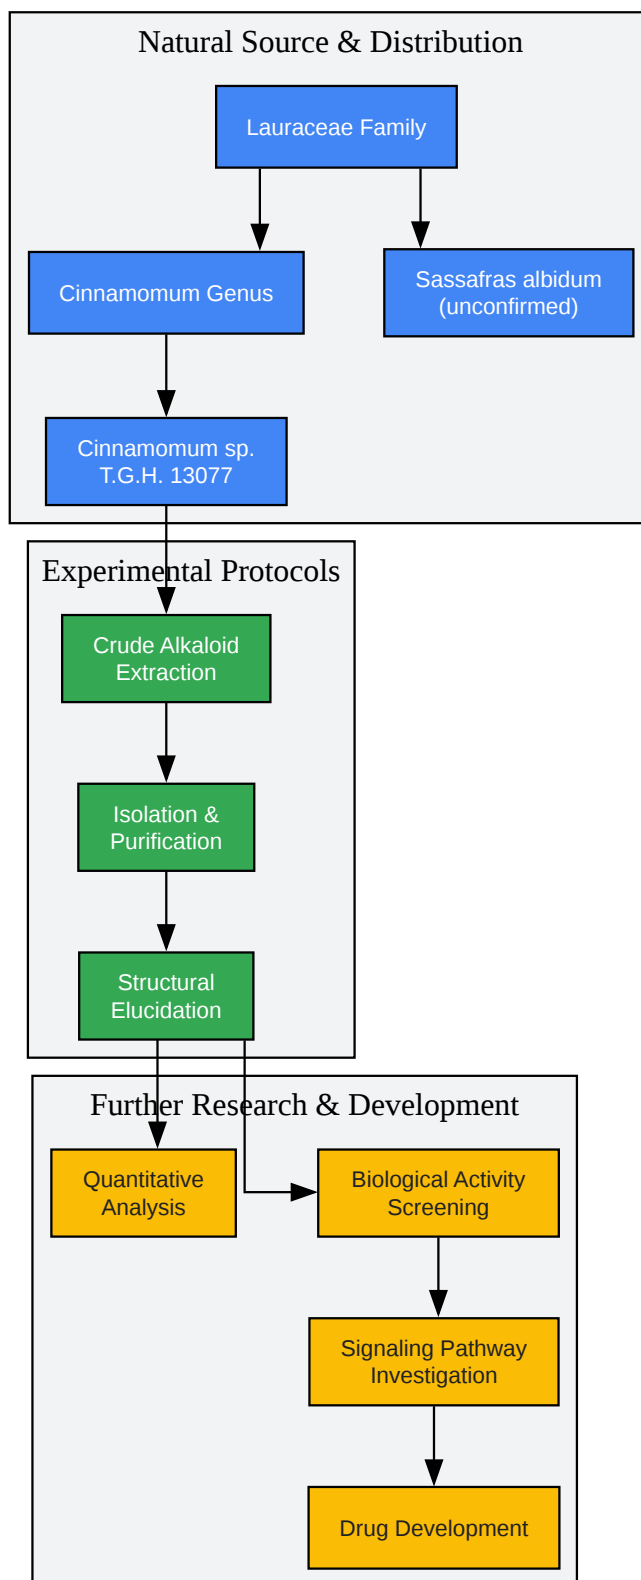 Natural Source & Distribution
Lauraceae Family
Cinnamomum Genus
Sassafras albidum
(unconfirmed)
Cinnamomum sp.
T.G.H. 13077
Experimental Protocols
Crude Alkaloid
Extraction
Isolation &
Purification
Structural
Elucidation
Further Research & Development
Quantitative
Analysis
Biological Activity
Screening
Signaling Pathway
Investigation
Drug Development